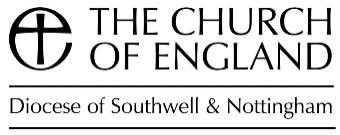 THE CHURCH
OF ENGLAND
Diocese of Southwell & Nottingham